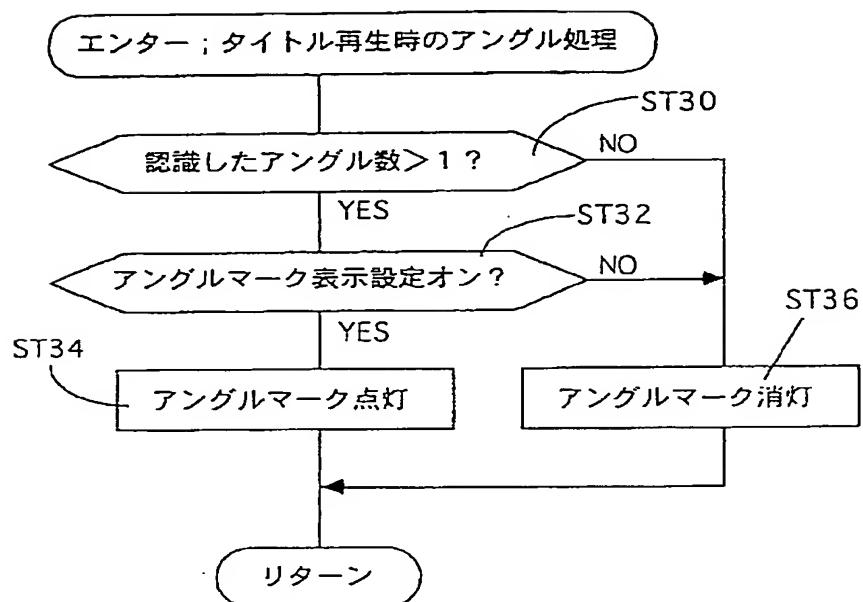 エンター；タイトル再生時のアングル処理
ST30
認識したアングル数＞１？
NO
YES
ST32
アングルマーク表示設定オン？
NO
YES
ST34
ST36
アングルマーク点灯
アングルマーク消灯
リターン